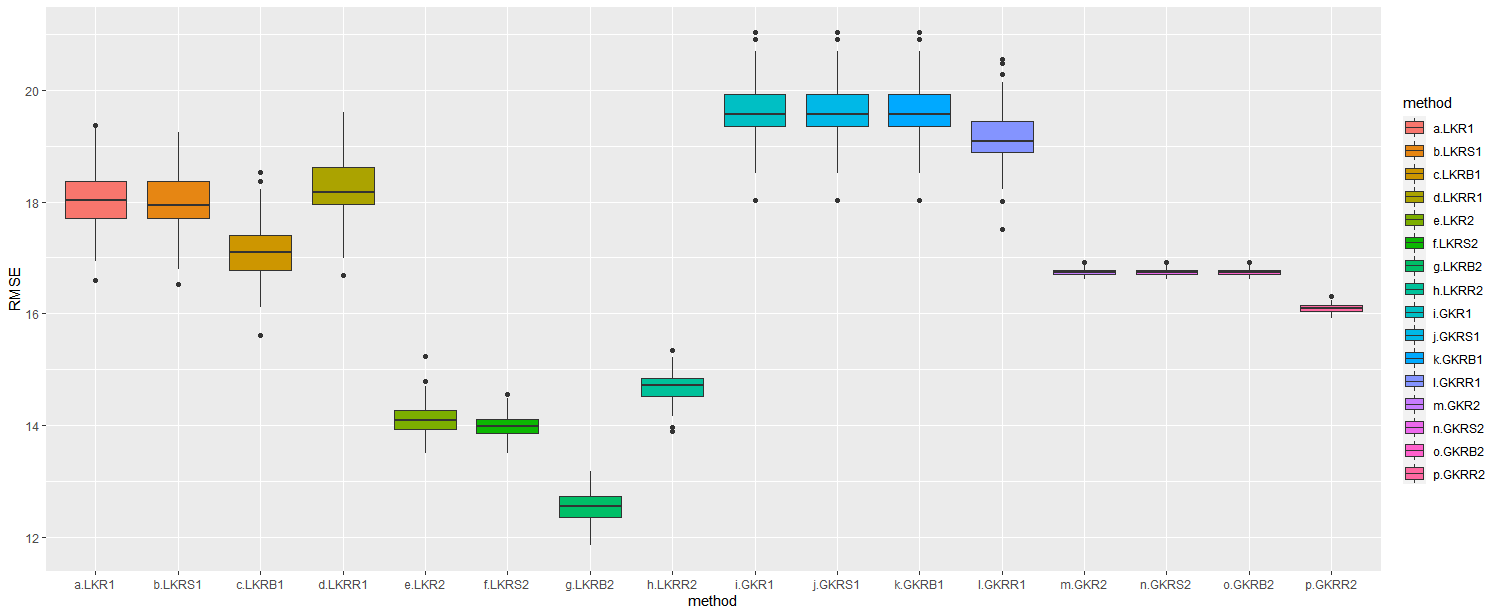 RMSE
20
18
16
14
12
a.LKR1 b.LKRS1 c.LKRB1 d.LKRR1 e.LKR2 f.LKRS2 g.LKRB2 h.LKRR2 i.GKR1 j.GKRS1 k.GKRB1 l.GKRR1 m.GKR2 n.GKRS2 o.GKRB2 p.GKRR2
method
method
a.LKR1
b.LKRS1
c.LKRB1
d.LKRR1
e.LKR2
f.LKRS2
g.LKRB2
h.LKRR2
i.GKR1
j.GKRS1
k.GKRB1
l.GKRR1
m.GKR2
n.GKRS2
o.GKRB2
p.GKRR2